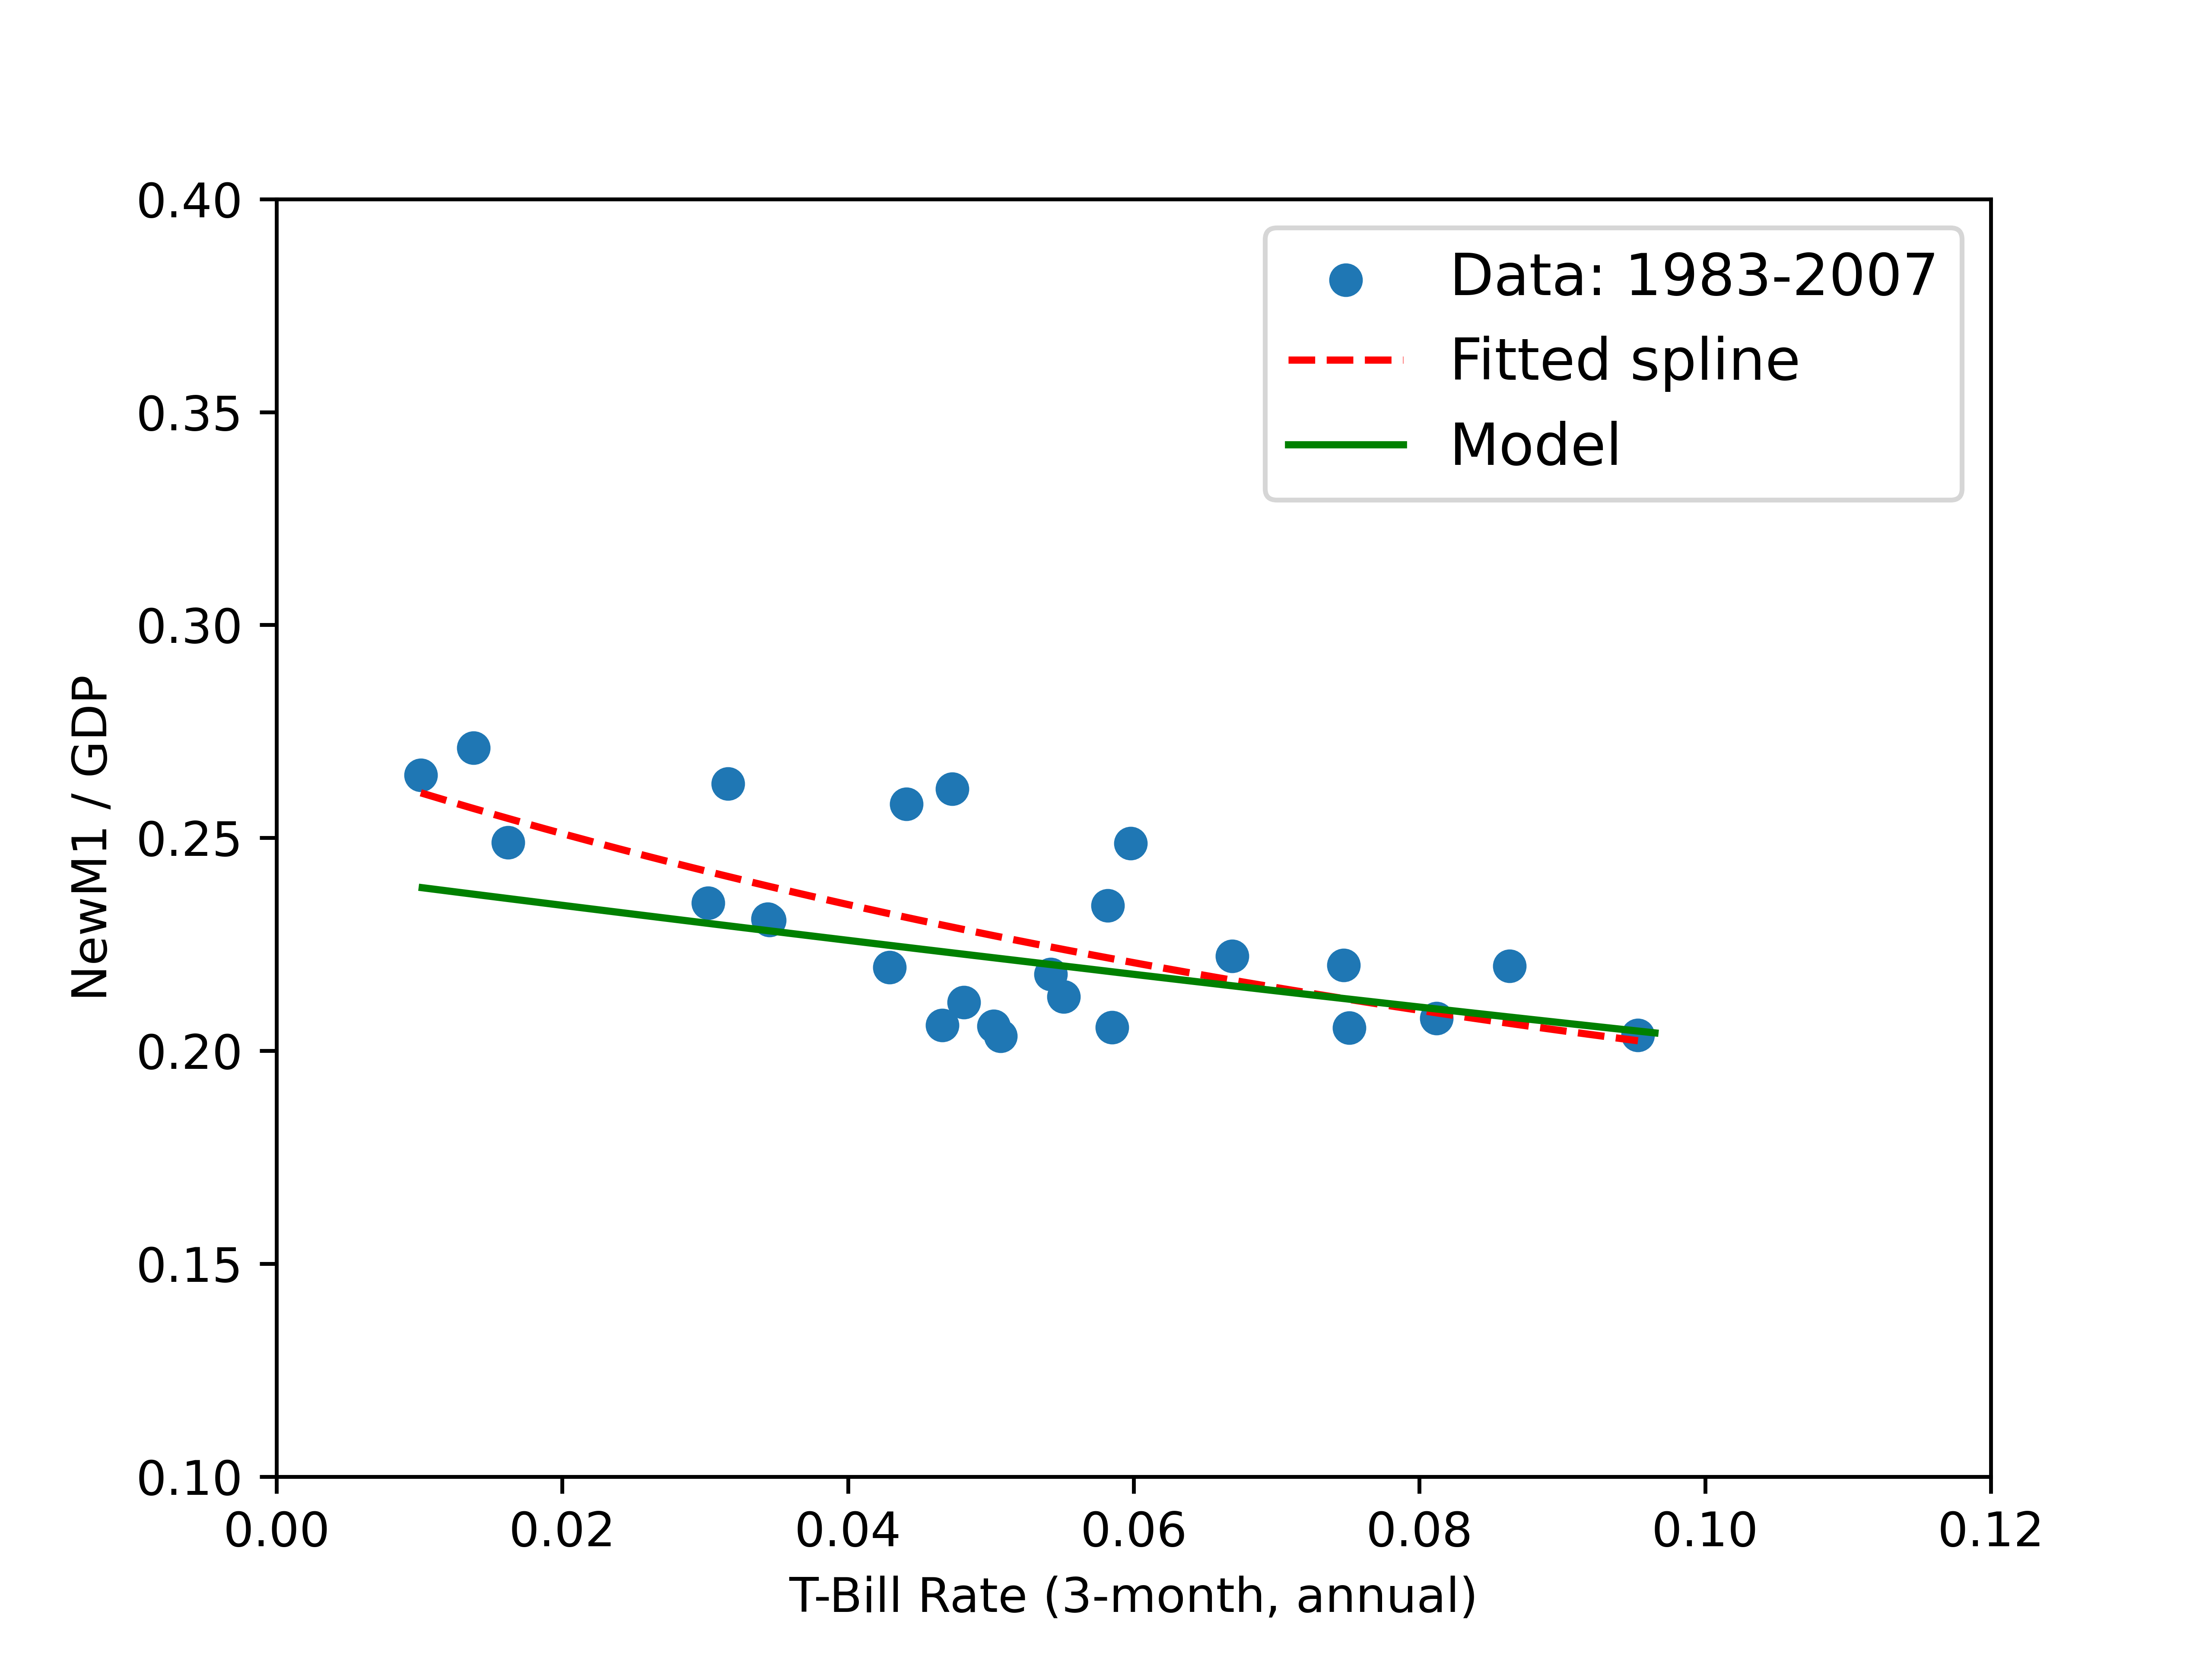 0.40
0.35
0.30
0.25
0.20
0.15
0.10
NewM1 / GDP
Data: 1983-2007
Fitted spline
Model
0.00 0.02 0.04 0.06 0.08 0.10 0.12
T-Bill Rate (3-month, annual)